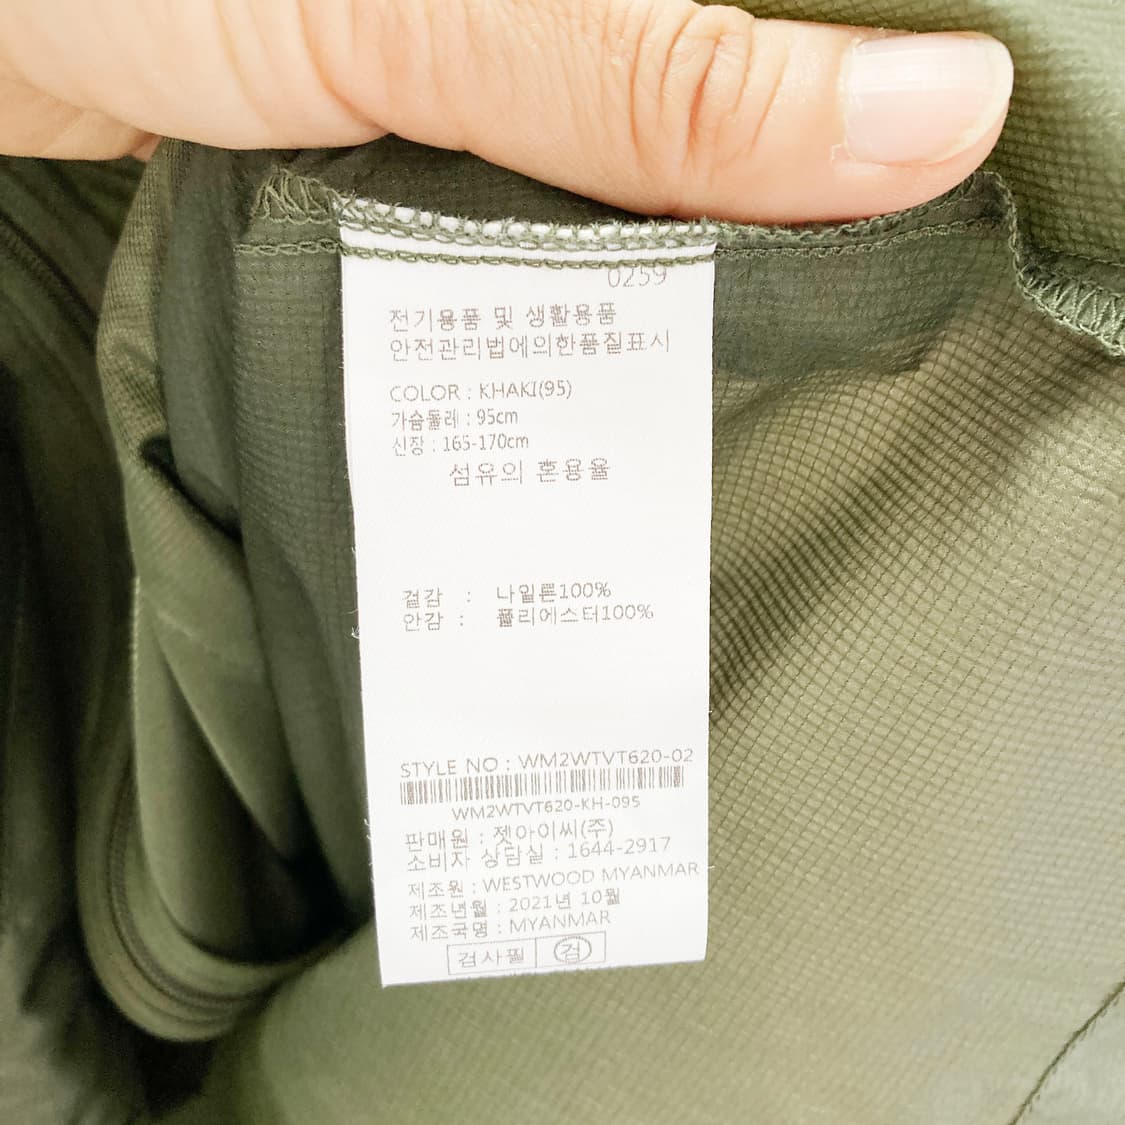 0259
전기용품 및 생활용품
안전관리법에의한품질표시
COLOR : KHAKI(95)
가슴둘레 : 95cm
신장 : 165-170cm
섬유의 혼용율
겉감 : 나일론100%
안감 : 폴리에스터100%
STYLE NO : WM2WTVT620-02
WM2WTVT620-KH-095
판매원 : 젯아이씨(주)
소비자 상담실 : 1644-2917
제조원 : WESTWOOD MYANMAR
제조년월 : 2021년 10월
제조국명 : MYANMAR
검사필 검